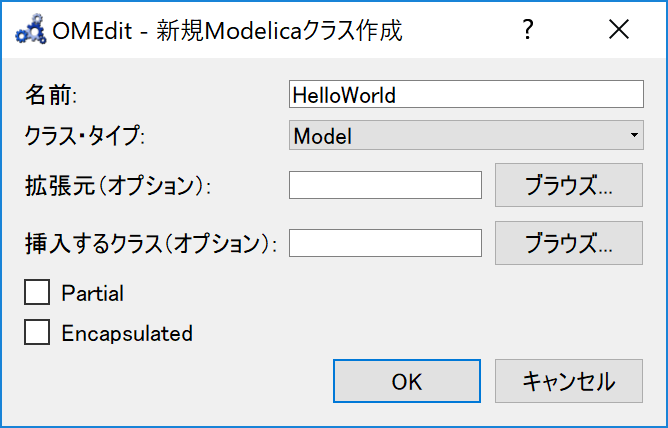 OMEdit - 新規Modelicaクラス作成 ?
名前: HelloWorld
クラス・タイプ: Model
拡張元(オプション): ブラウズ...
挿入するクラス(オプション): ブラウズ...
Partial
Encapsulated
OK キャンセル